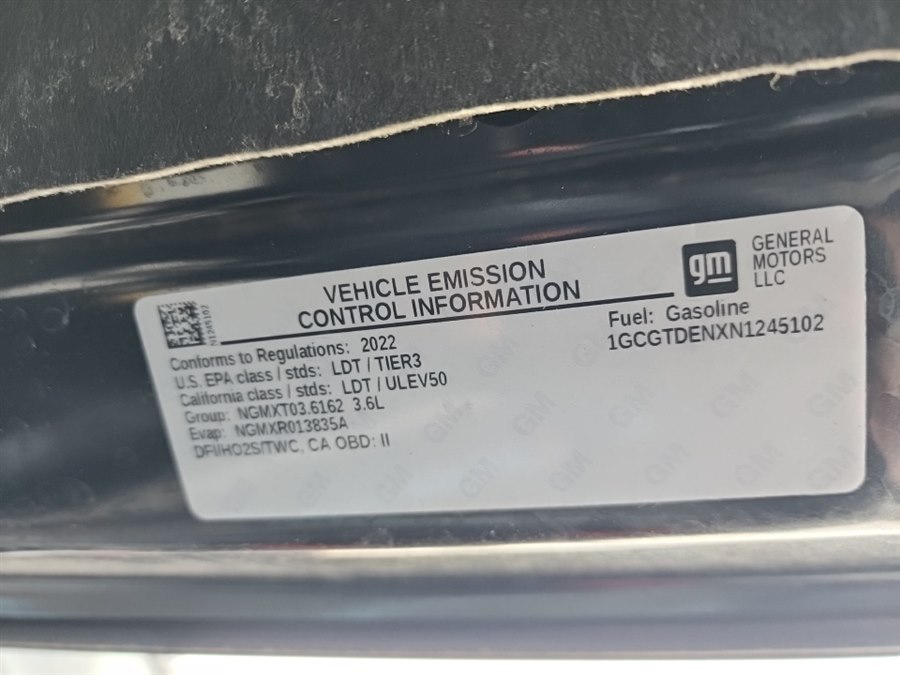 VEHICLE EMISSION
CONTROL INFORMATION
gm
GENERAL
MOTORS
LLC
N1245102
Conforms to Regulations: 2022
U.S. EPA class / stds: LDT / TIER3
California class / stds: LDT / ULEV50
Group: NGMXT03.6162 3.6L
Evap: NGMXR013835A
DFI/HO2S/TWC, CA OBD: II
Fuel: Gasoline
1GCGTDENXN1245102